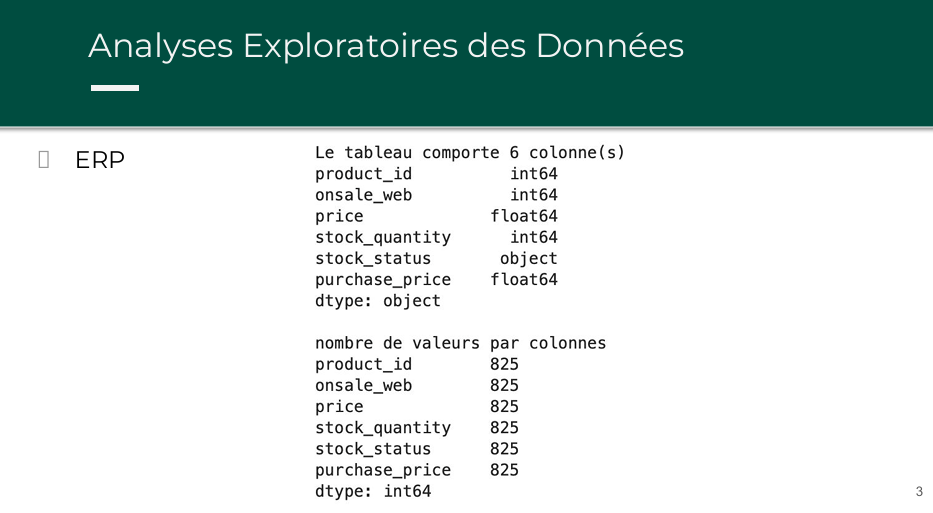 Analyses Exploratoires des Données
ERP
Le tableau comporte 6 colonne(s)
product_id int64
onsale_web int64
price float64
stock_quantity int64
stock_status object
purchase_price float64
dtype: object
nombre de valeurs par colonnes
product_id 825
onsale_web 825
price 825
stock_quantity 825
stock_status 825
purchase_price 825
dtype: int64
3